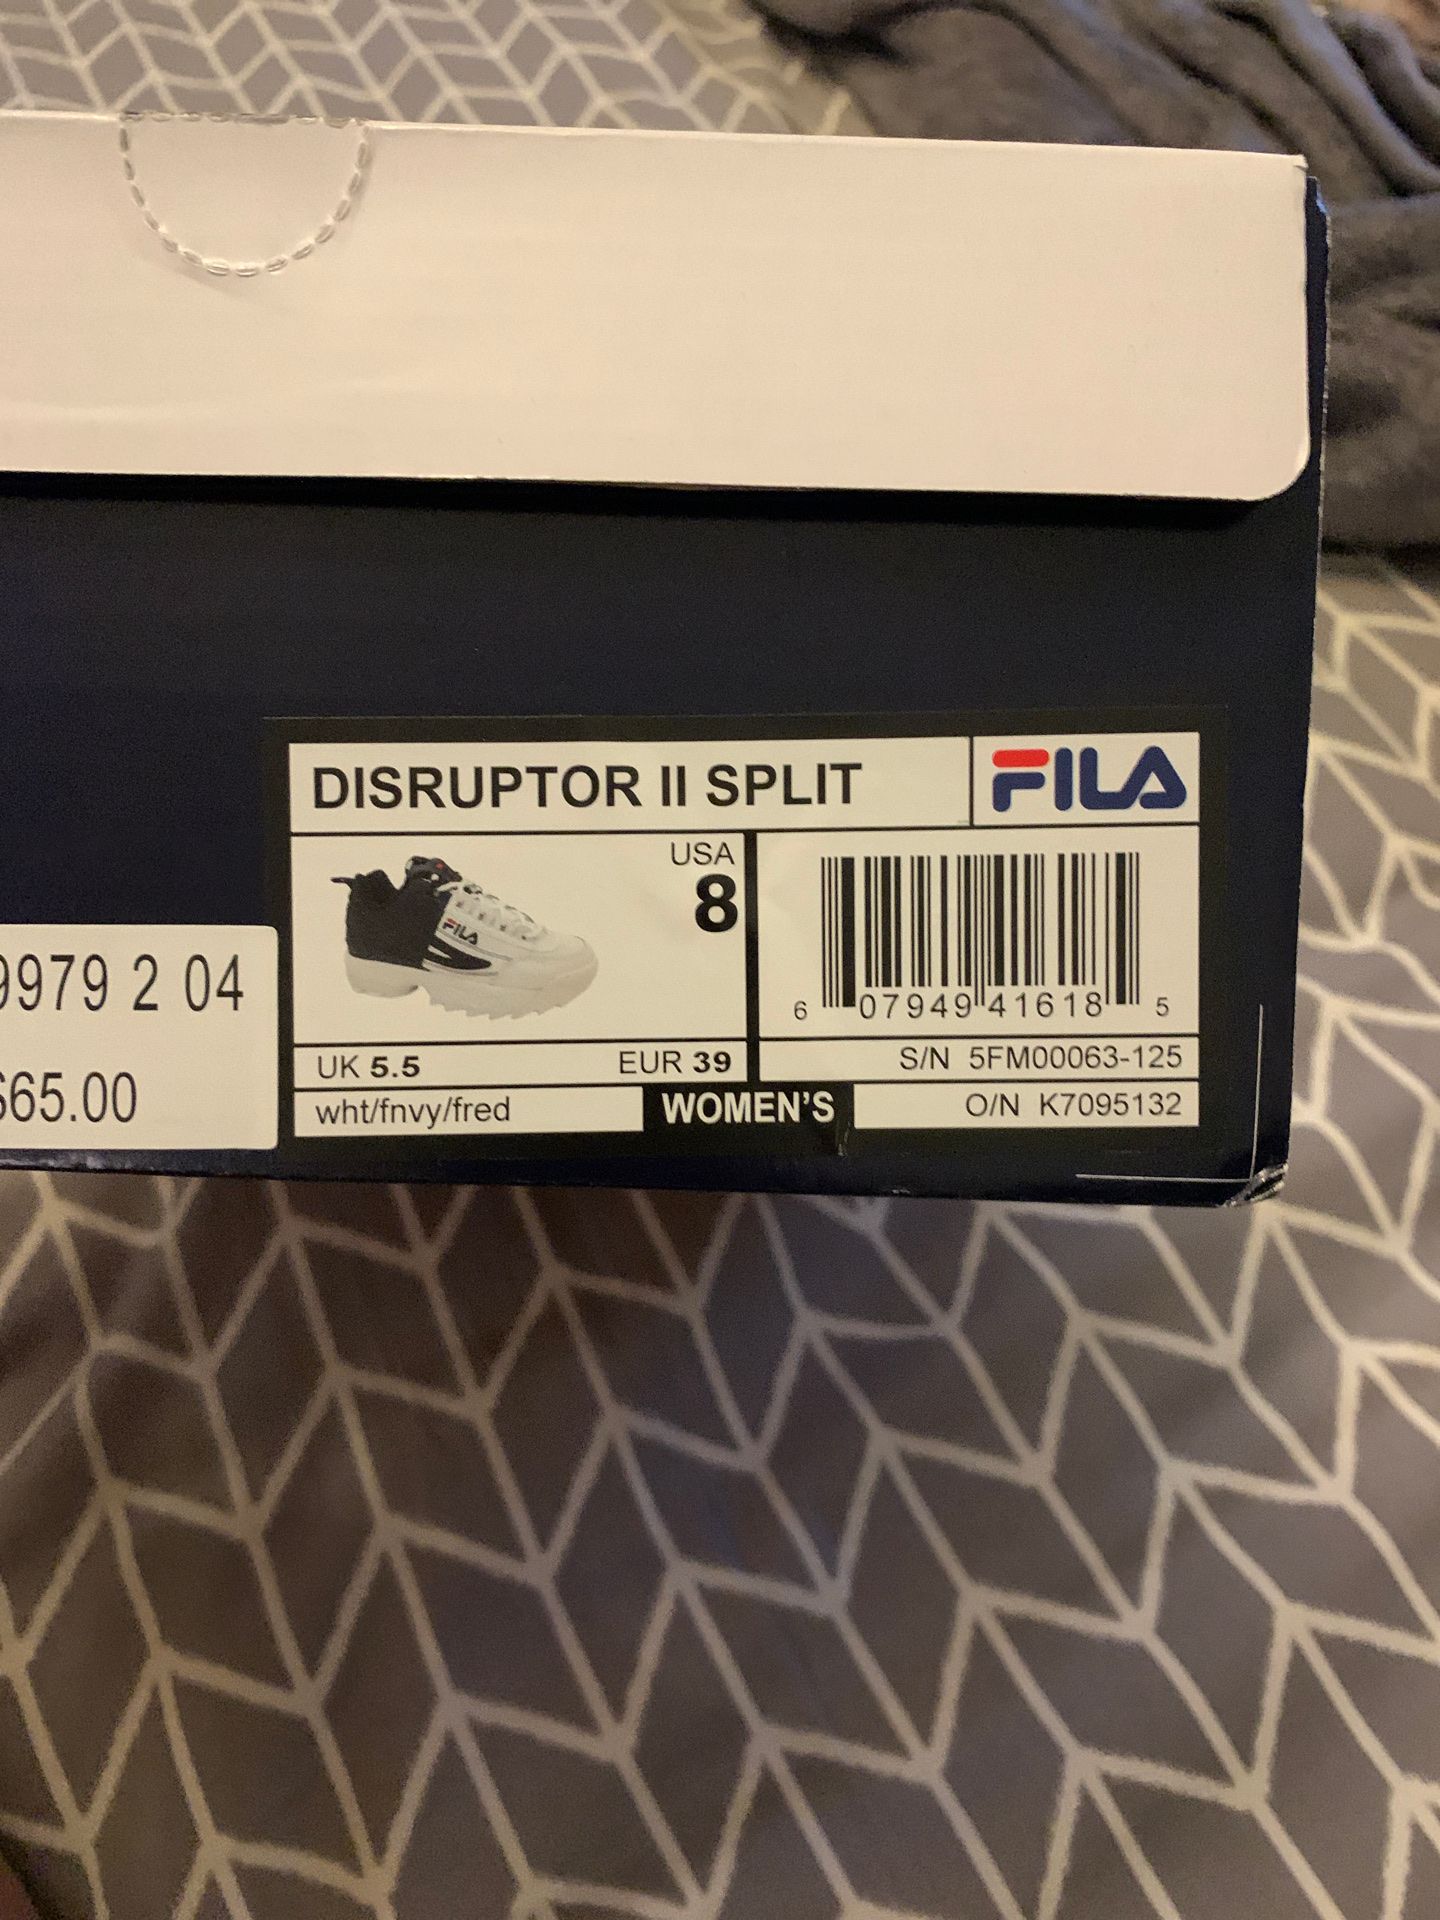 DISRUPTOR II SPLIT
FILA
USA
8
FILA
6 07949 41618 5
UK 5.5
EUR 39
S/N 5FM00063-125
wht/fnvy/fred
WOMEN'S
O/N K7095132
9979 2 04
$65.00